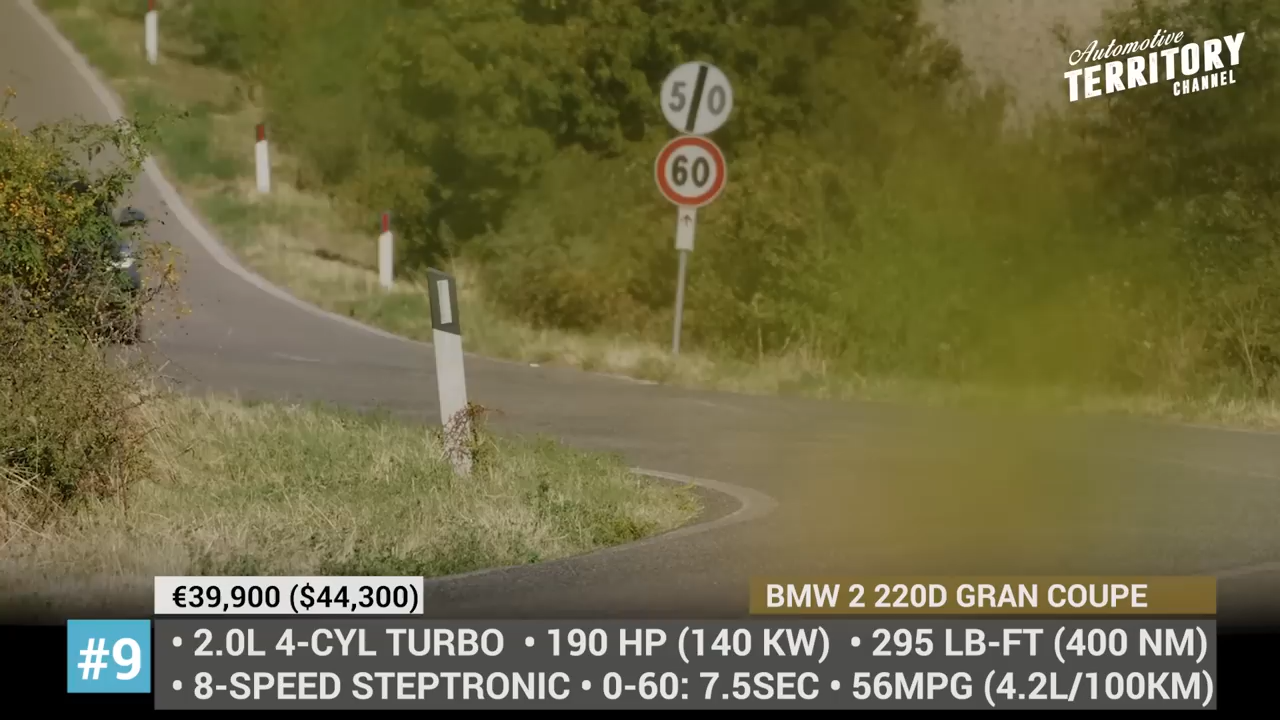 Automotive
TERRITORY
CHANNEL
50
60
€39,900 ($44,300)
BMW 2 220D GRAN COUPE
#9
• 2.0L 4-CYL TURBO • 190 HP (140 KW) • 295 LB-FT (400 NM)
• 8-SPEED STEPTRONIC • 0-60: 7.5SEC • 56MPG (4.2L/100KM)